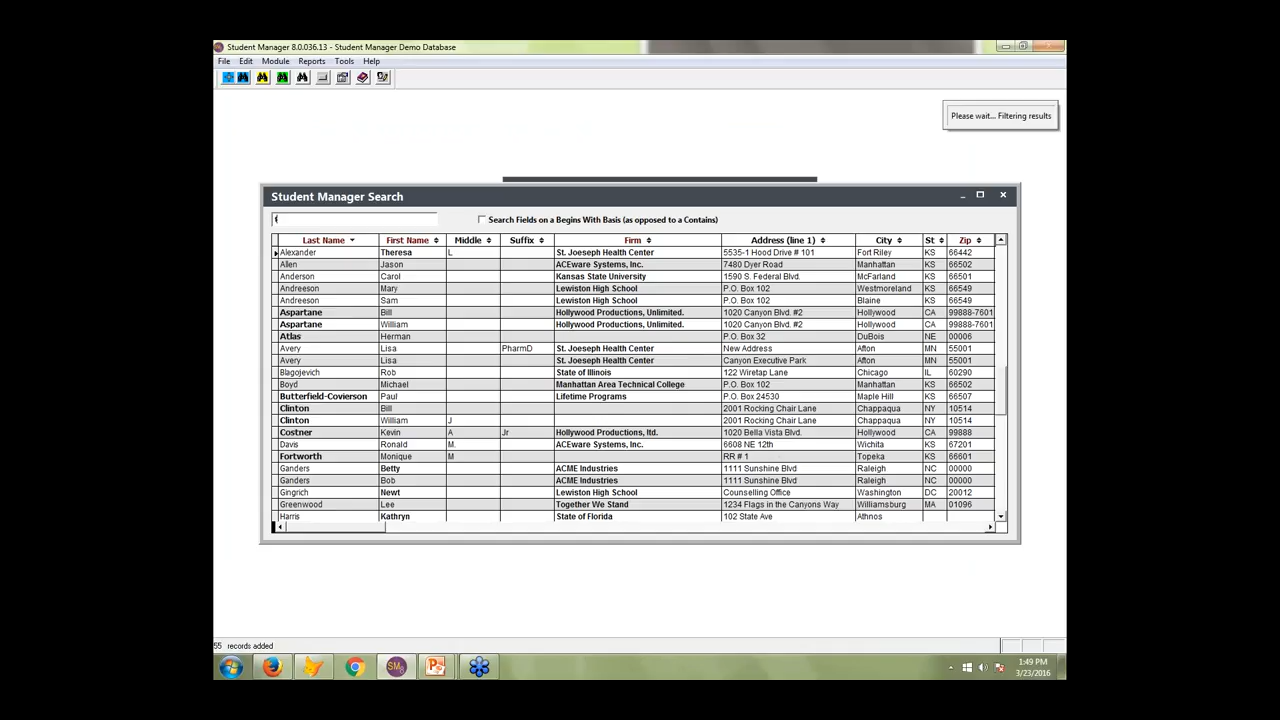 Student Manager 8.0.036.13 - Student Manager Demo Database
File Edit Module Reports Tools Help
Please wait... Filtering results
Student Manager Search
t Search Fields on a Begins With Basis (as opposed to a Contains)
Last Name First Name Middle Suffix Firm Address (line 1) City St Zip
Alexander Theresa L St. Joeseph Health Center 5535-1 Hood Drive # 101 Fort Riley KS 66442
Allen Jason ACEware Systems, Inc. 7480 Dyer Road Manhattan KS 66502
Anderson Carol Kansas State University 1590 S. Federal Blvd. McFarland KS 66501
Andreeson Mary Lewiston High School P.O. Box 102 Westmoreland KS 66549
Andreeson Sam Lewiston High School P.O. Box 102 Blaine KS 66549
Aspartane Bill Hollywood Productions, Unlimited. 1020 Canyon Blvd. #2 Hollywood CA 99888-7601
Aspartane William Hollywood Productions, Unlimited. 1020 Canyon Blvd. #2 Hollywood CA 99888-7601
Atlas Herman P.O. Box 32 DuBois NE 00006
Avery Lisa PharmD St. Joeseph Health Center New Address Afton MN 55001
Avery Lisa St. Joeseph Health Center Canyon Executive Park Afton MN 55001
Blagojevich Rob State of Illinois 122 Wiretap Lane Chicago IL 60290
Boyd Michael Manhattan Area Technical College P.O. Box 102 Manhattan KS 66502
Butterfield-Covierson Paul Lifetime Programs P.O. Box 24530 Maple Hill KS 66507
Clinton Bill 2001 Rocking Chair Lane Chappaqua NY 10514
Clinton William J 2001 Rocking Chair Lane Chappaqua NY 10514
Costner Kevin A Jr Hollywood Productions, ltd. 1020 Bella Vista Blvd. Hollywood CA 99888
Davis Ronald M. ACEware Systems, Inc. 6608 NE 12th Wichita KS 67201
Fortworth Monique M RR # 1 Topeka KS 66601
Ganders Betty ACME Industries 1111 Sunshine Blvd Raleigh NC 00000
Ganders Bob ACME Industries 1111 Sunshine Blvd Raleigh NC 00000
Gingrich Newt Lewiston High School Counselling Office Washington DC 20012
Greenwood Lee Together We Stand 1234 Flags in the Canyons Way Williamsburg MA 01096
Harris Kathryn State of Florida 102 State Ave Athnos
55 records added
1:49 PM
3/23/2016